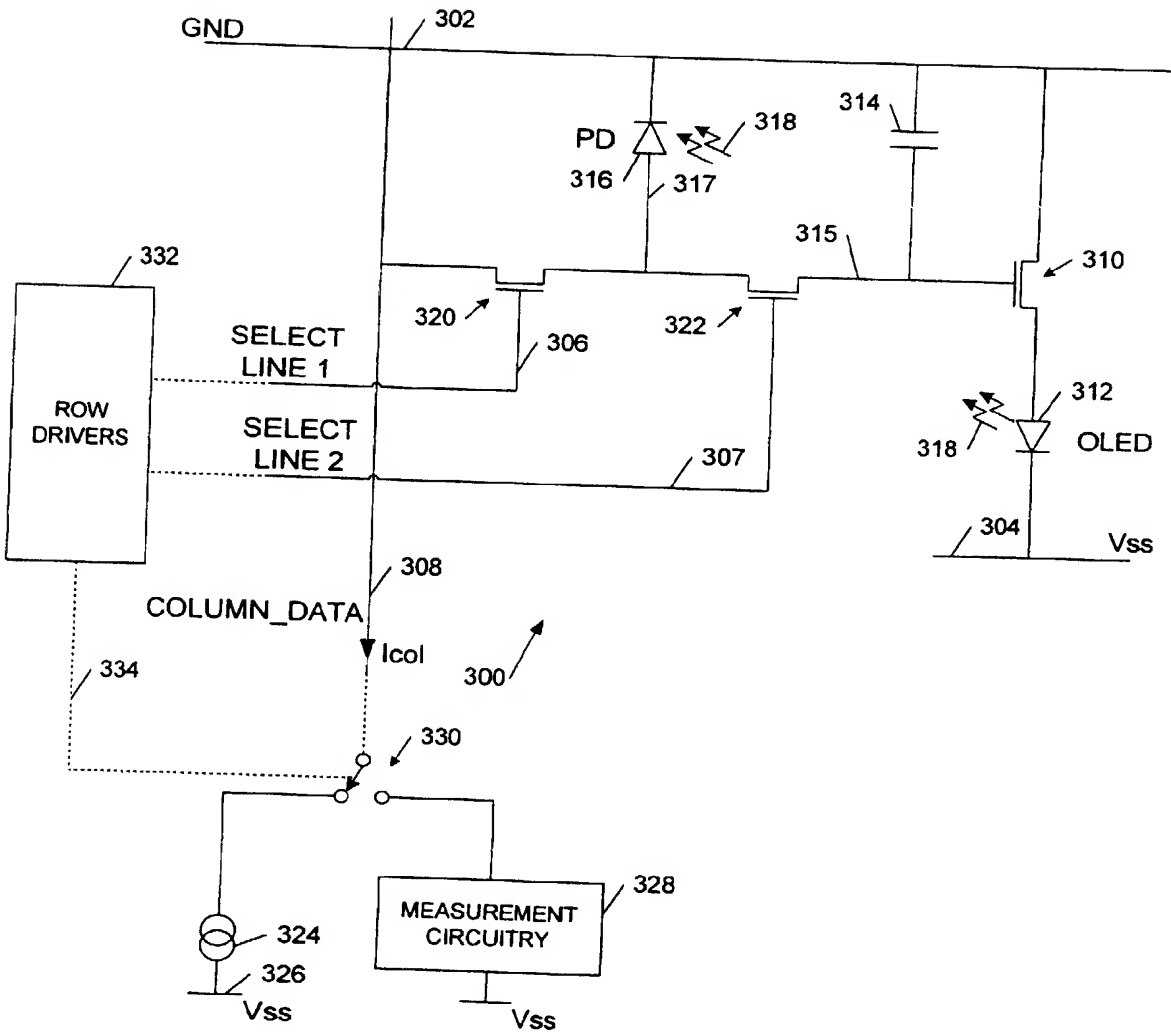 GND
302
314
PD
318
316
317
315
332
310
320
322
SELECT
LINE 1
306
ROW
DRIVERS
312
318
OLED
SELECT
LINE 2
307
304
Vss
308
COLUMN_DATA
Icol
300
334
330
328
MEASUREMENT
CIRCUITRY
324
326
Vss
Vss